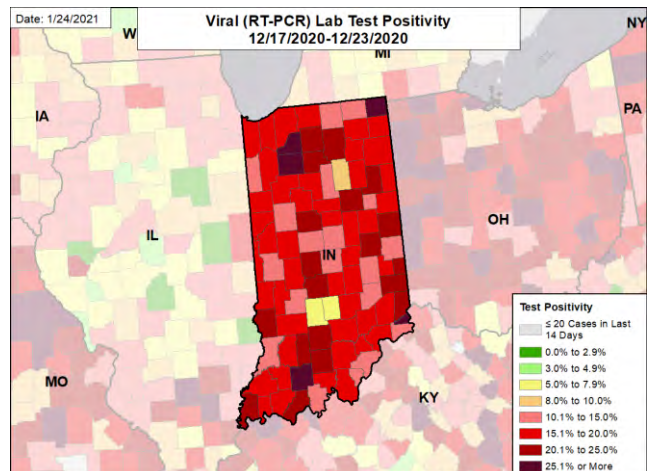 Date: 1/24/2021
Viral (RT-PCR) Lab Test Positivity
12/17/2020-12/23/2020
NY
W
MI
IA
PA
IL
OH
IN
MO
KY
Test Positivity
≤ 20 Cases in Last
14 Days
0.0% to 2.9%
3.0% to 4.9%
5.0% to 7.9%
8.0% to 10.0%
10.1% to 15.0%
15.1% to 20.0%
20.1% to 25.0%
25.1% or More